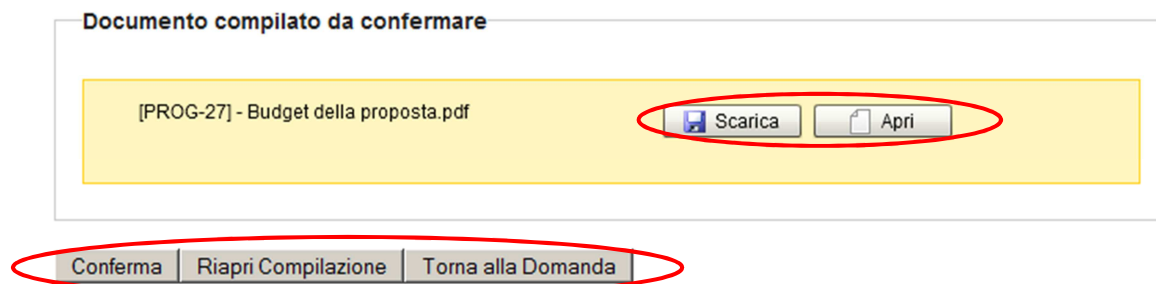 Documento compilato da confermare
[PROG-27] - Budget della proposta.pdf Scarica Apri
Conferma Riapri Compilazione Torna alla Domanda